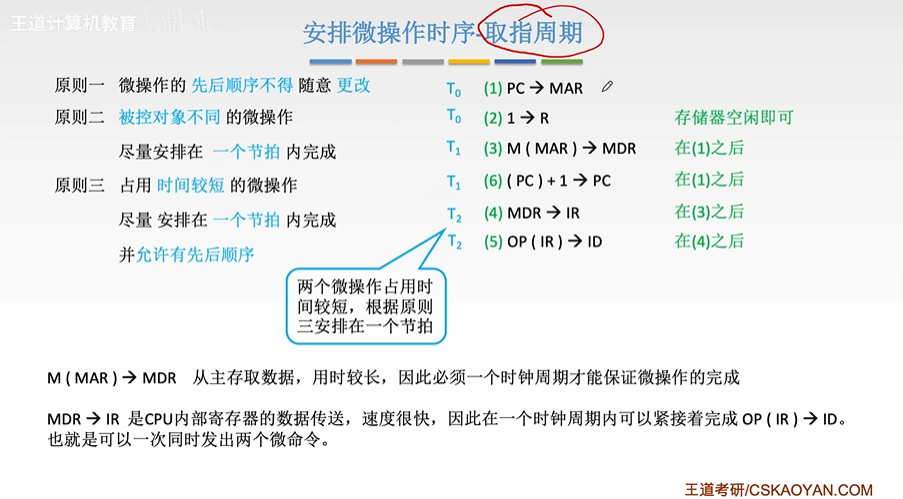 王道计算机教育
安排微操作时序-取指周期
原则一 微操作的 先后顺序不得 随意 更改
原则二 被控对象不同 的微操作
尽量安排在 一个节拍 内完成
原则三 占用 时间较短 的微操作
尽量 安排在 一个节拍 内完成
并允许有先后顺序
T0 (1) PC → MAR
T0 (2) 1 → R 存储器空闲即可
T1 (3) M ( MAR ) → MDR 在(1)之后
T1 (6) ( PC ) + 1 → PC 在(1)之后
T2 (4) MDR → IR 在(3)之后
T2 (5) OP ( IR ) → ID 在(4)之后
两个微操作占用时
间较短，根据原则
三安排在一个节拍
M ( MAR ) → MDR 从主存取数据，用时较长，因此必须一个时钟周期才能保证微操作的完成
MDR → IR 是CPU内部寄存器的数据传送，速度很快，因此在一个时钟周期内可以紧接着完成 OP ( IR ) → ID。
也就是可以一次同时发出两个微命令。
王道考研/CSKAOYAN.COM